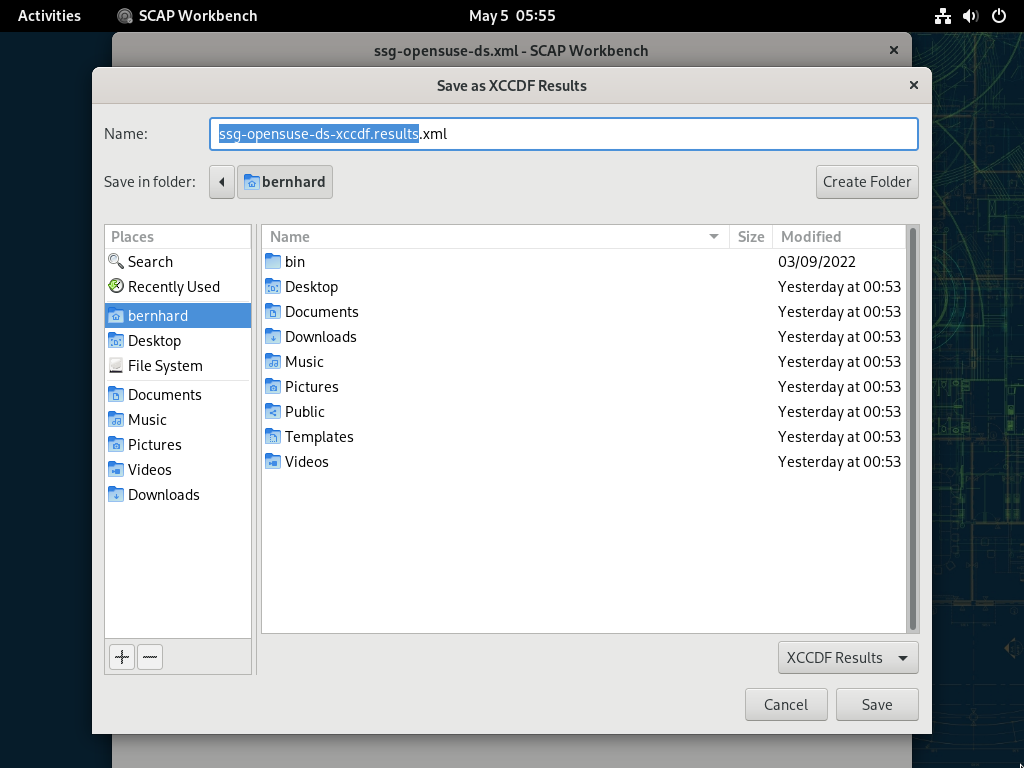 Activities SCAP Workbench May 5 05:55
ssg-opensuse-ds.xml - SCAP Workbench
Save as XCCDF Results
Name: ssg-opensuse-ds-xccdf.results.xml
Save in folder: bernhard Create Folder
Places
Search
Recently Used
bernhard
Desktop
File System
Documents
Music
Pictures
Videos
Downloads
Name Size Modified
bin 03/09/2022
Desktop Yesterday at 00:53
Documents Yesterday at 00:53
Downloads Yesterday at 00:53
Music Yesterday at 00:53
Pictures Yesterday at 00:53
Public Yesterday at 00:53
Templates Yesterday at 00:53
Videos Yesterday at 00:53
XCCDF Results
Cancel Save